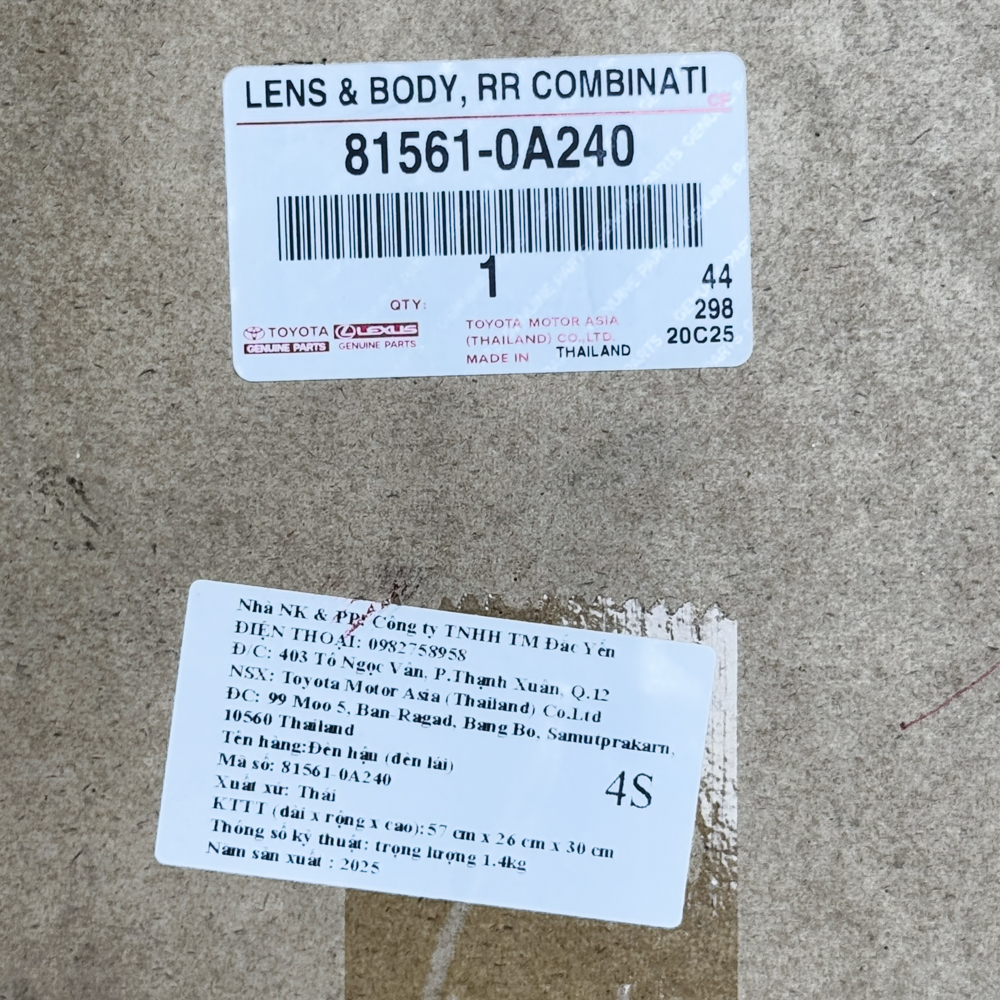 LENS & BODY, RR COMBINATI
81561-0A240
1
QTY:
44
298
20C25
TOYOTA
GENUINE PARTS
LEXUS
GENUINE PARTS
TOYOTA MOTOR ASIA
(THAILAND) CO.,LTD.
MADE IN THAILAND
Nhà NK & PP: Công ty TNHH TM Đắc Yến
ĐIỆN THOẠI: 0982758958
Đ/C: 403 Tô Ngọc Vân, P.Thạnh Xuân, Q.12
NSX: Toyota Motor Asia (Thailand) Co.Ltd
ĐC: 99 Moo 5, Ban-Ragad, Bang Bo, Samutprakarn,
10560 Thailand
Tên hàng:Đèn hậu (đèn lái)
Mã số: 81561-0A240
Xuất xứ: Thái
KTTT (dài x rộng x cao): 57 cm x 26 cm x 30 cm
Thông số kỹ thuật: trọng lượng 1.4kg
Năm sản xuất : 2025
4S